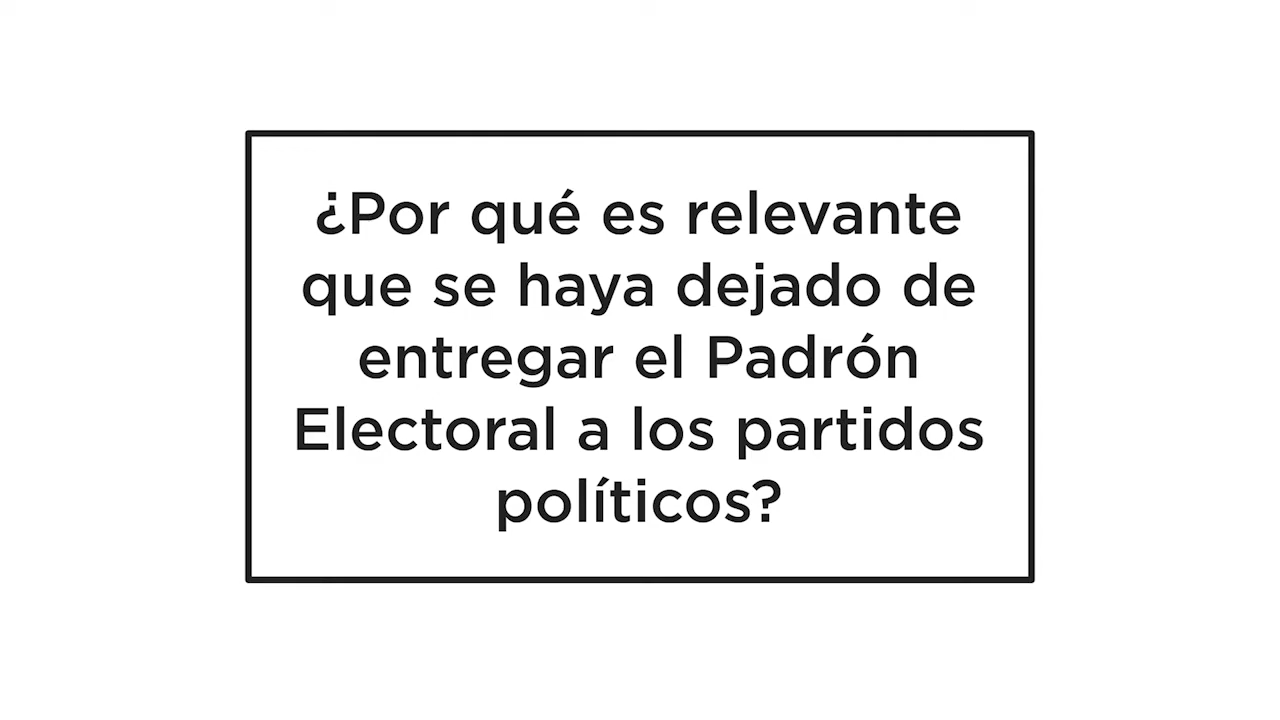 ¿Por qué es relevante
que se haya dejado de
entregar el Padrón
Electoral a los partidos
políticos?